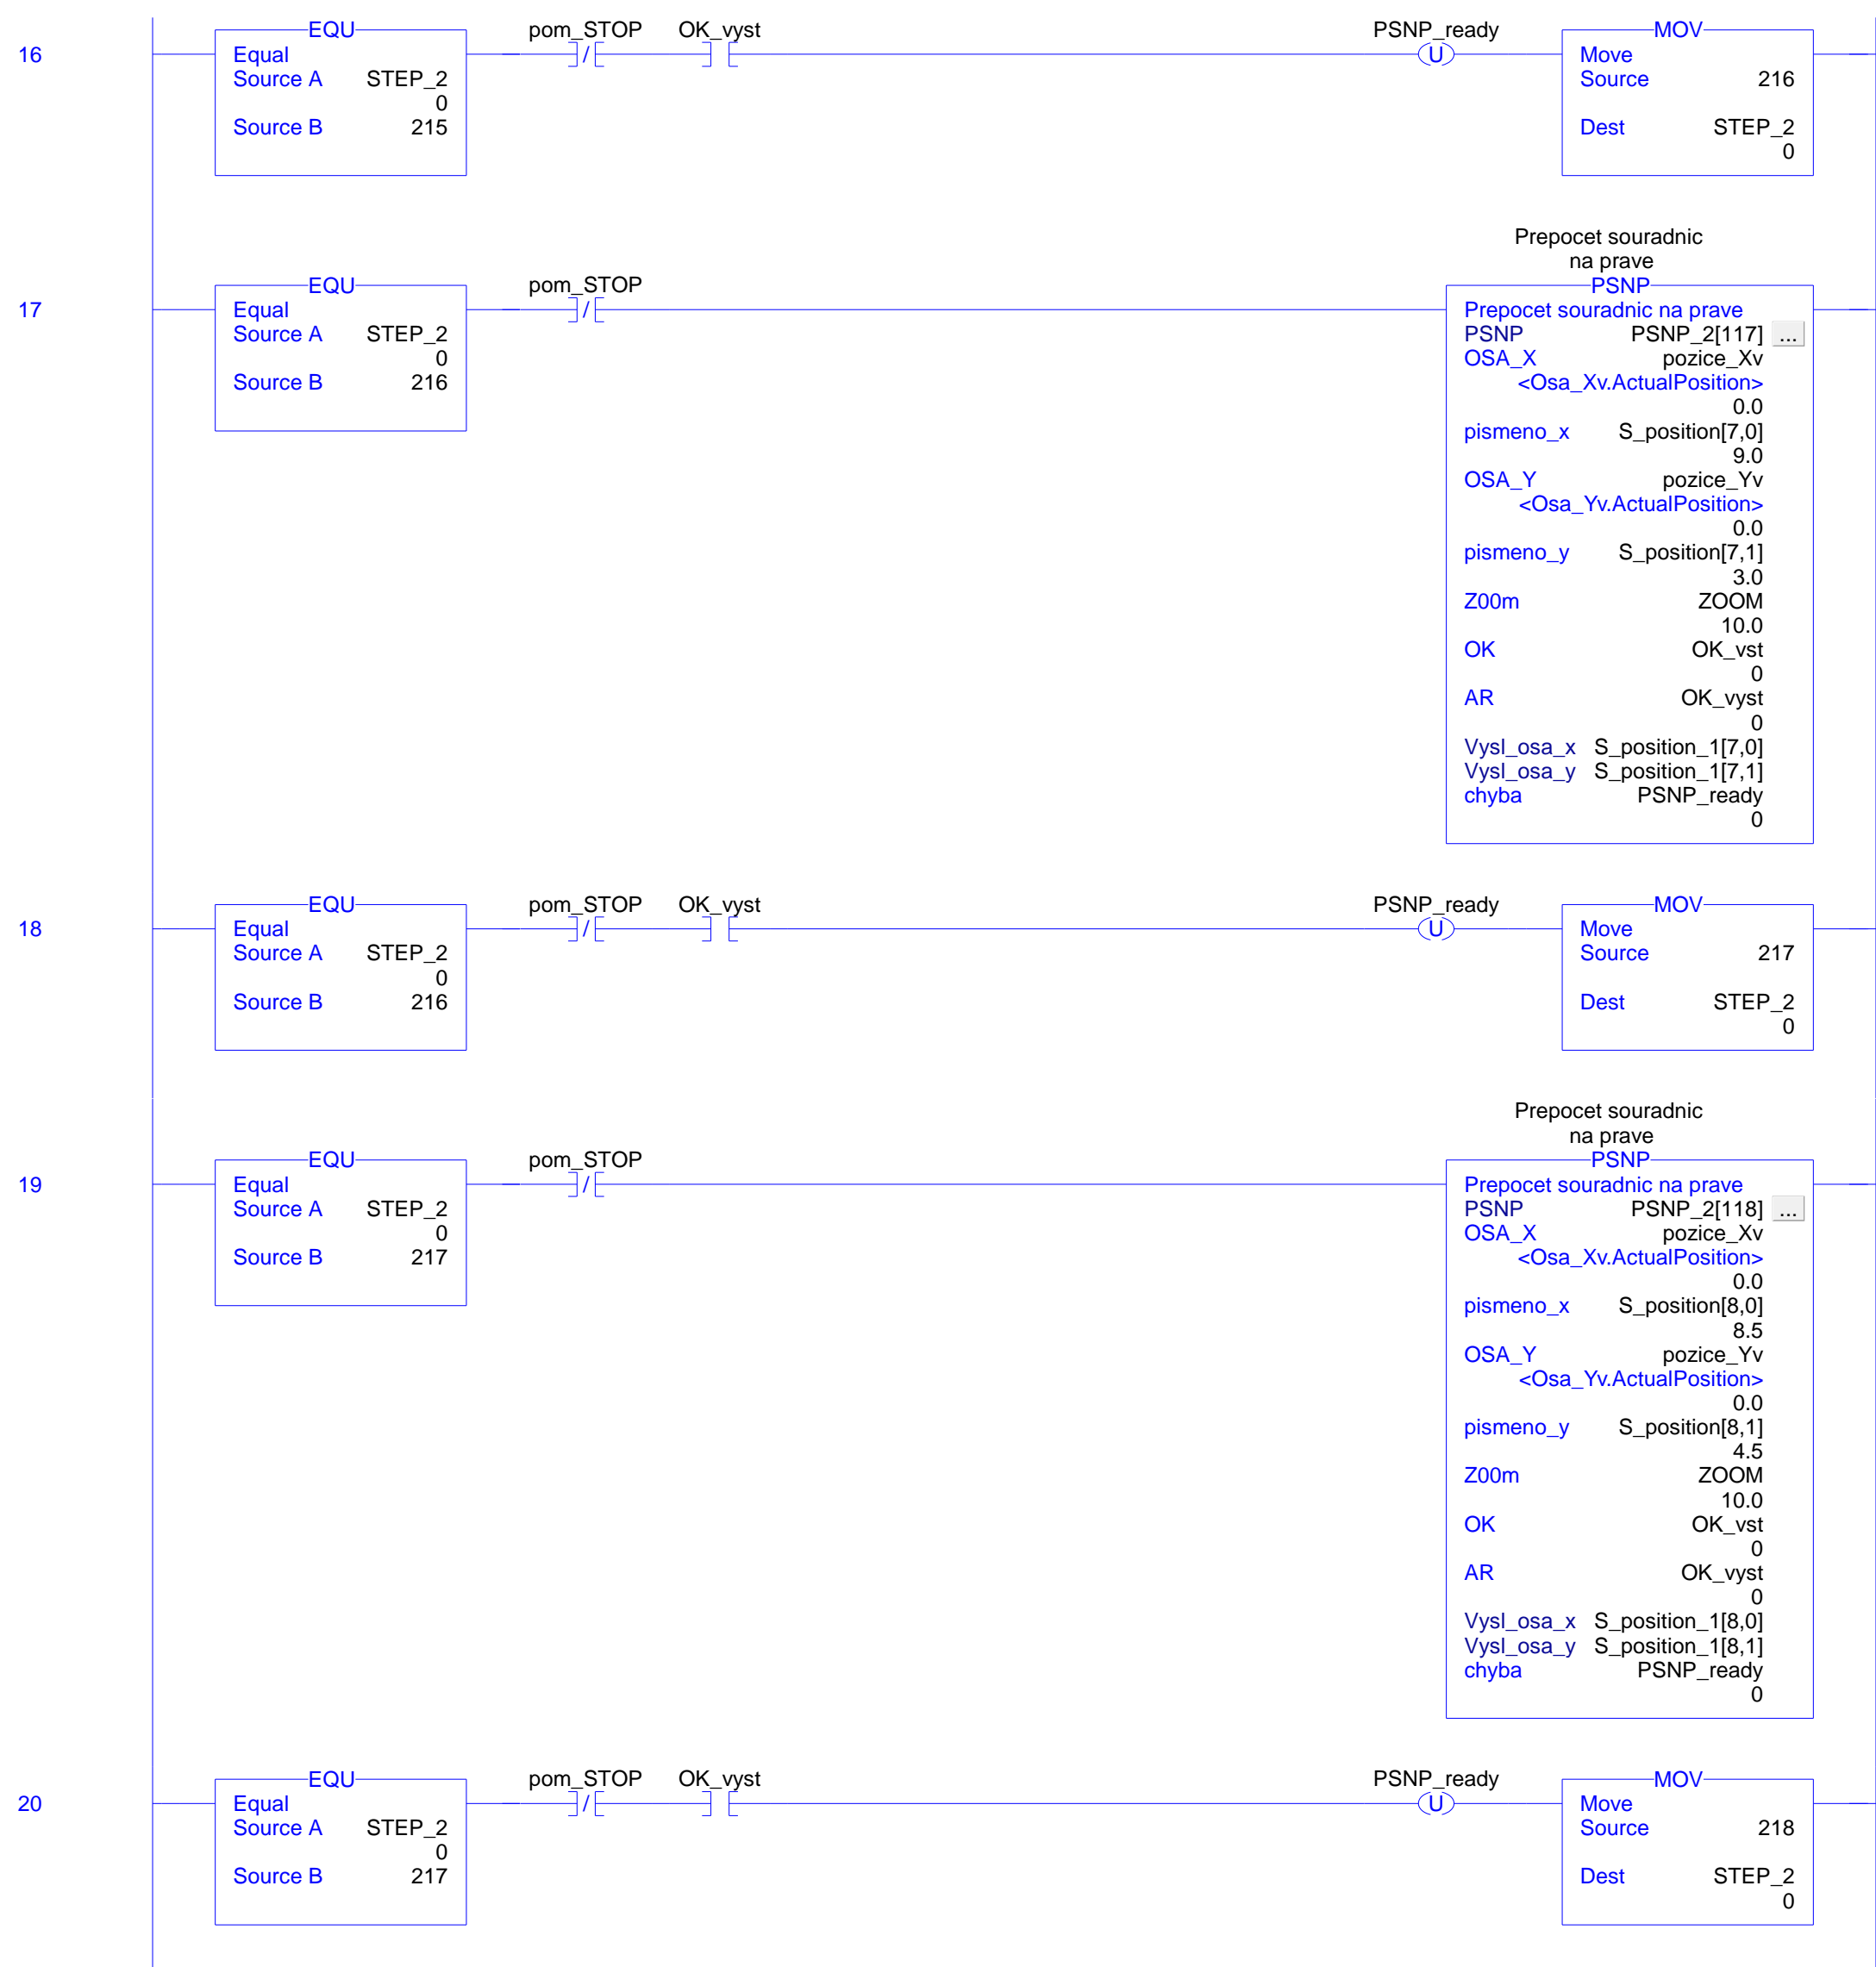 16
EQU
Equal
Source A STEP_2
0
Source B 215
pom_STOP
/
OK_vyst
PSNP_ready
U
MOV
Move
Source 216
Dest STEP_2
0
17
EQU
Equal
Source A STEP_2
0
Source B 216
pom_STOP
/
Prepocet souradnic
na prave
PSNP
Prepocet souradnic na prave
PSNP PSNP_2[117] ...
OSA_X pozice_Xv
<Osa_Xv.ActualPosition>
0.0
pismeno_x S_position[7,0]
9.0
OSA_Y pozice_Yv
<Osa_Yv.ActualPosition>
0.0
pismeno_y S_position[7,1]
3.0
Z00m ZOOM
10.0
OK OK_vst
0
AR OK_vyst
0
Vysl_osa_x S_position_1[7,0]
Vysl_osa_y S_position_1[7,1]
chyba PSNP_ready
0
18
EQU
Equal
Source A STEP_2
0
Source B 216
pom_STOP
/
OK_vyst
PSNP_ready
U
MOV
Move
Source 217
Dest STEP_2
0
19
EQU
Equal
Source A STEP_2
0
Source B 217
pom_STOP
/
Prepocet souradnic
na prave
PSNP
Prepocet souradnic na prave
PSNP PSNP_2[118] ...
OSA_X pozice_Xv
<Osa_Xv.ActualPosition>
0.0
pismeno_x S_position[8,0]
8.5
OSA_Y pozice_Yv
<Osa_Yv.ActualPosition>
0.0
pismeno_y S_position[8,1]
4.5
Z00m ZOOM
10.0
OK OK_vst
0
AR OK_vyst
0
Vysl_osa_x S_position_1[8,0]
Vysl_osa_y S_position_1[8,1]
chyba PSNP_ready
0
20
EQU
Equal
Source A STEP_2
0
Source B 217
pom_STOP
/
OK_vyst
PSNP_ready
U
MOV
Move
Source 218
Dest STEP_2
0